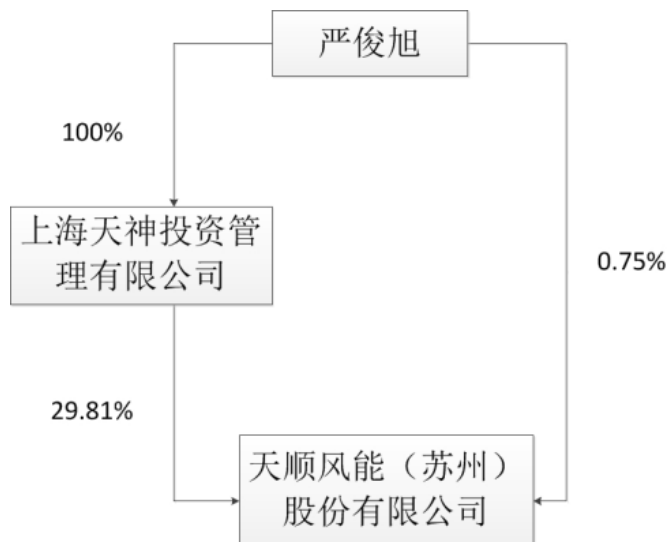 严俊旭
100%
上海天神投资管
理有限公司
0.75%
29.81%
天顺风能（苏州）
股份有限公司